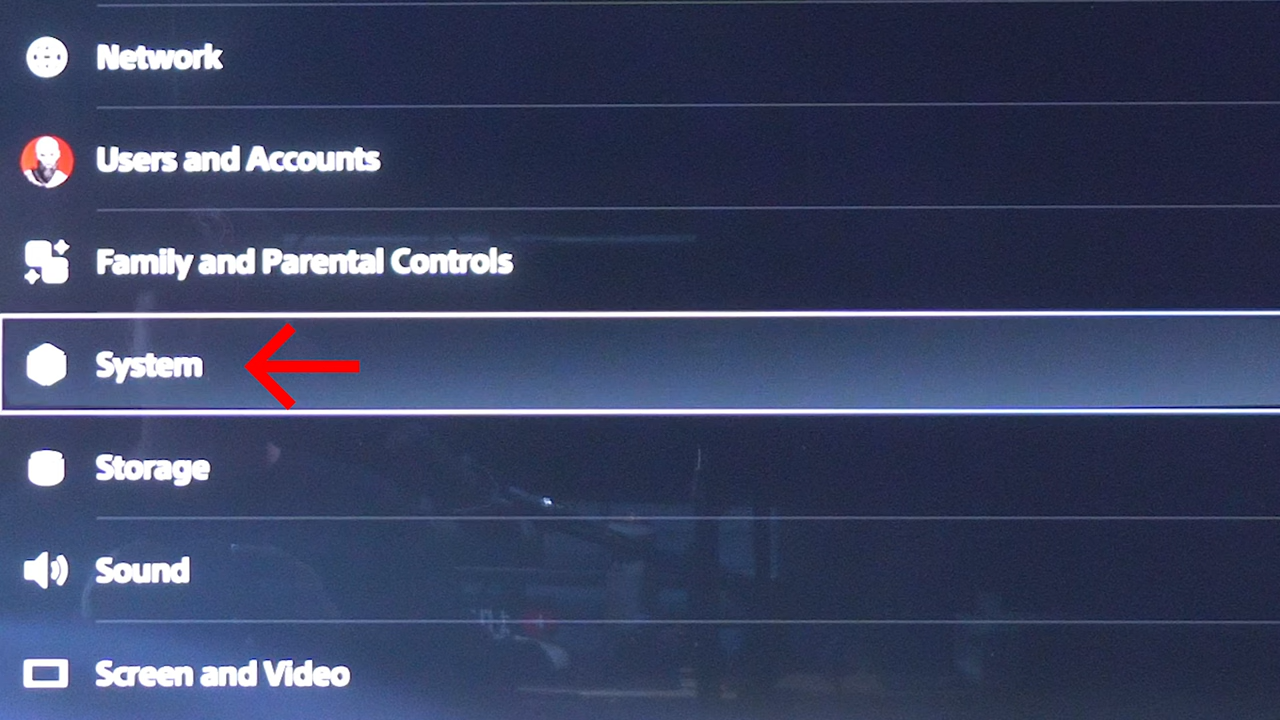 Network
Users and Accounts
Family and Parental Controls
System
Storage
Sound
Screen and Video